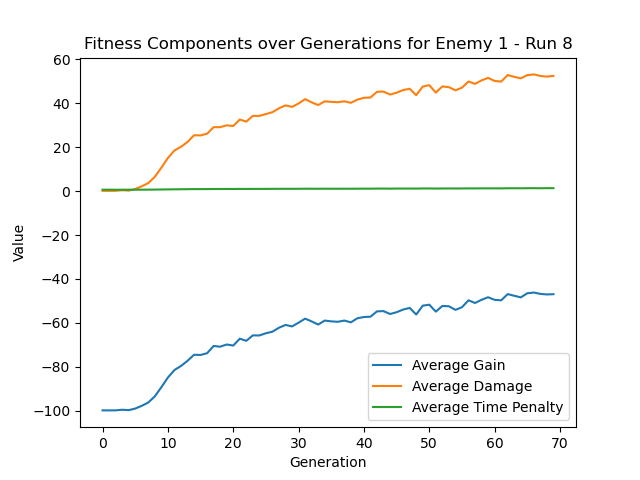 Fitness Components over Generations for Enemy 1 - Run 8
60
40
20
0
−20
−40
−60
−80
−100
Value
0 10 20 30 40 50 60 70
Generation
Average Gain
Average Damage
Average Time Penalty